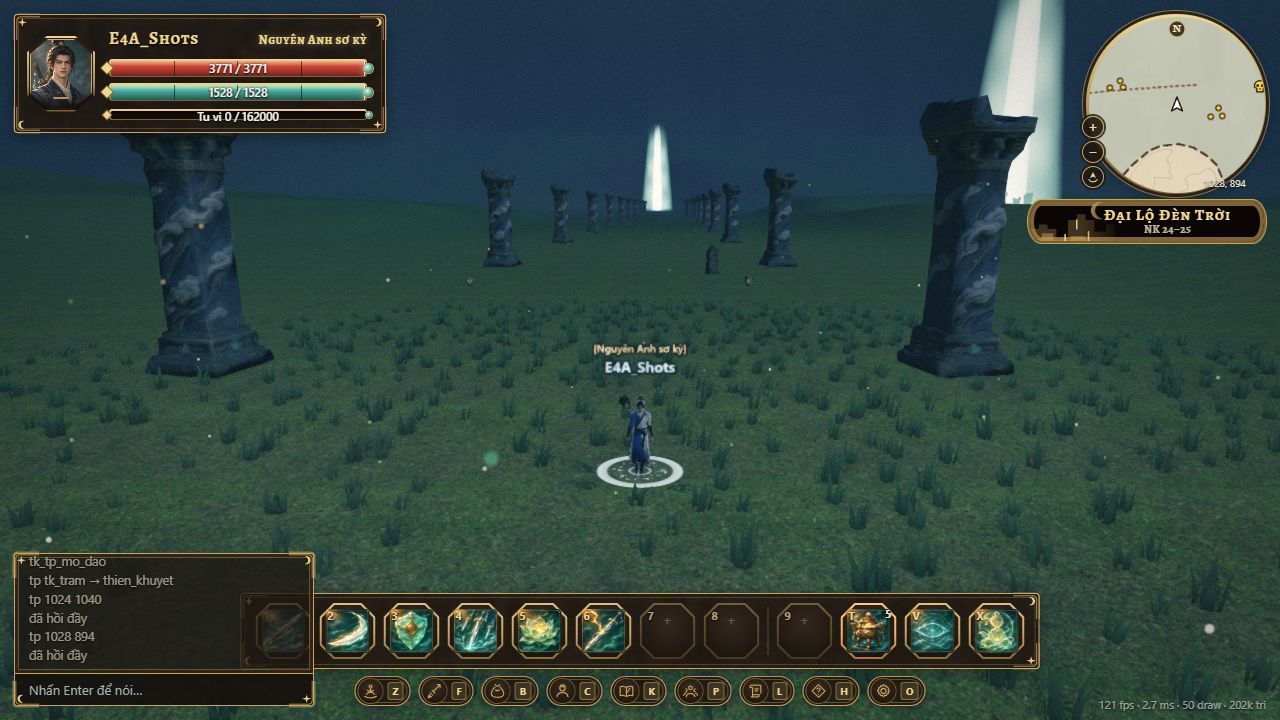 E4A_Shots
Nguyên Anh sơ kỳ
3771 / 3771
1528 / 1528
Tu vi 0 / 162000
N
+
−
1028, 894
Đại Lộ Đèn Trời
NK 24–25
[Nguyên Anh sơ kỳ]
E4A_Shots
tk_tp_mo_dao
tp tk_tram → thien_khuyet
tp 1024 1040
đã hồi đầy
tp 1028 894
đã hồi đầy
Nhấn Enter để nói...
2 3 4 5 6 7 8 9 T 5 V X
Z F B C K P L H O
121 fps · 2.7 ms · 50 draw · 202k tri